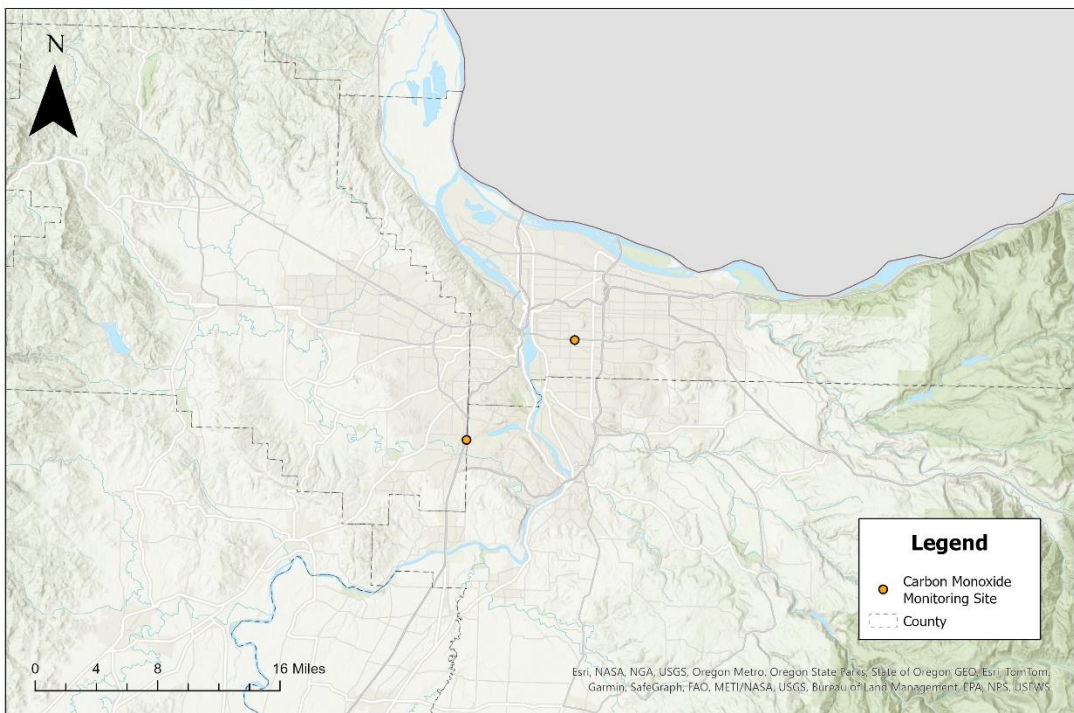 N
Legend
Carbon Monoxide
Monitoring Site
County
0 4 8 16 Miles
Esri, NASA, NGA, USGS, Oregon Metro, Oregon State Parks, State of Oregon GEO, Esri, TomTom,
Garmin, SafeGraph, FAO, METI/NASA, USGS, Bureau of Land Management, EPA, NPS, USFWS